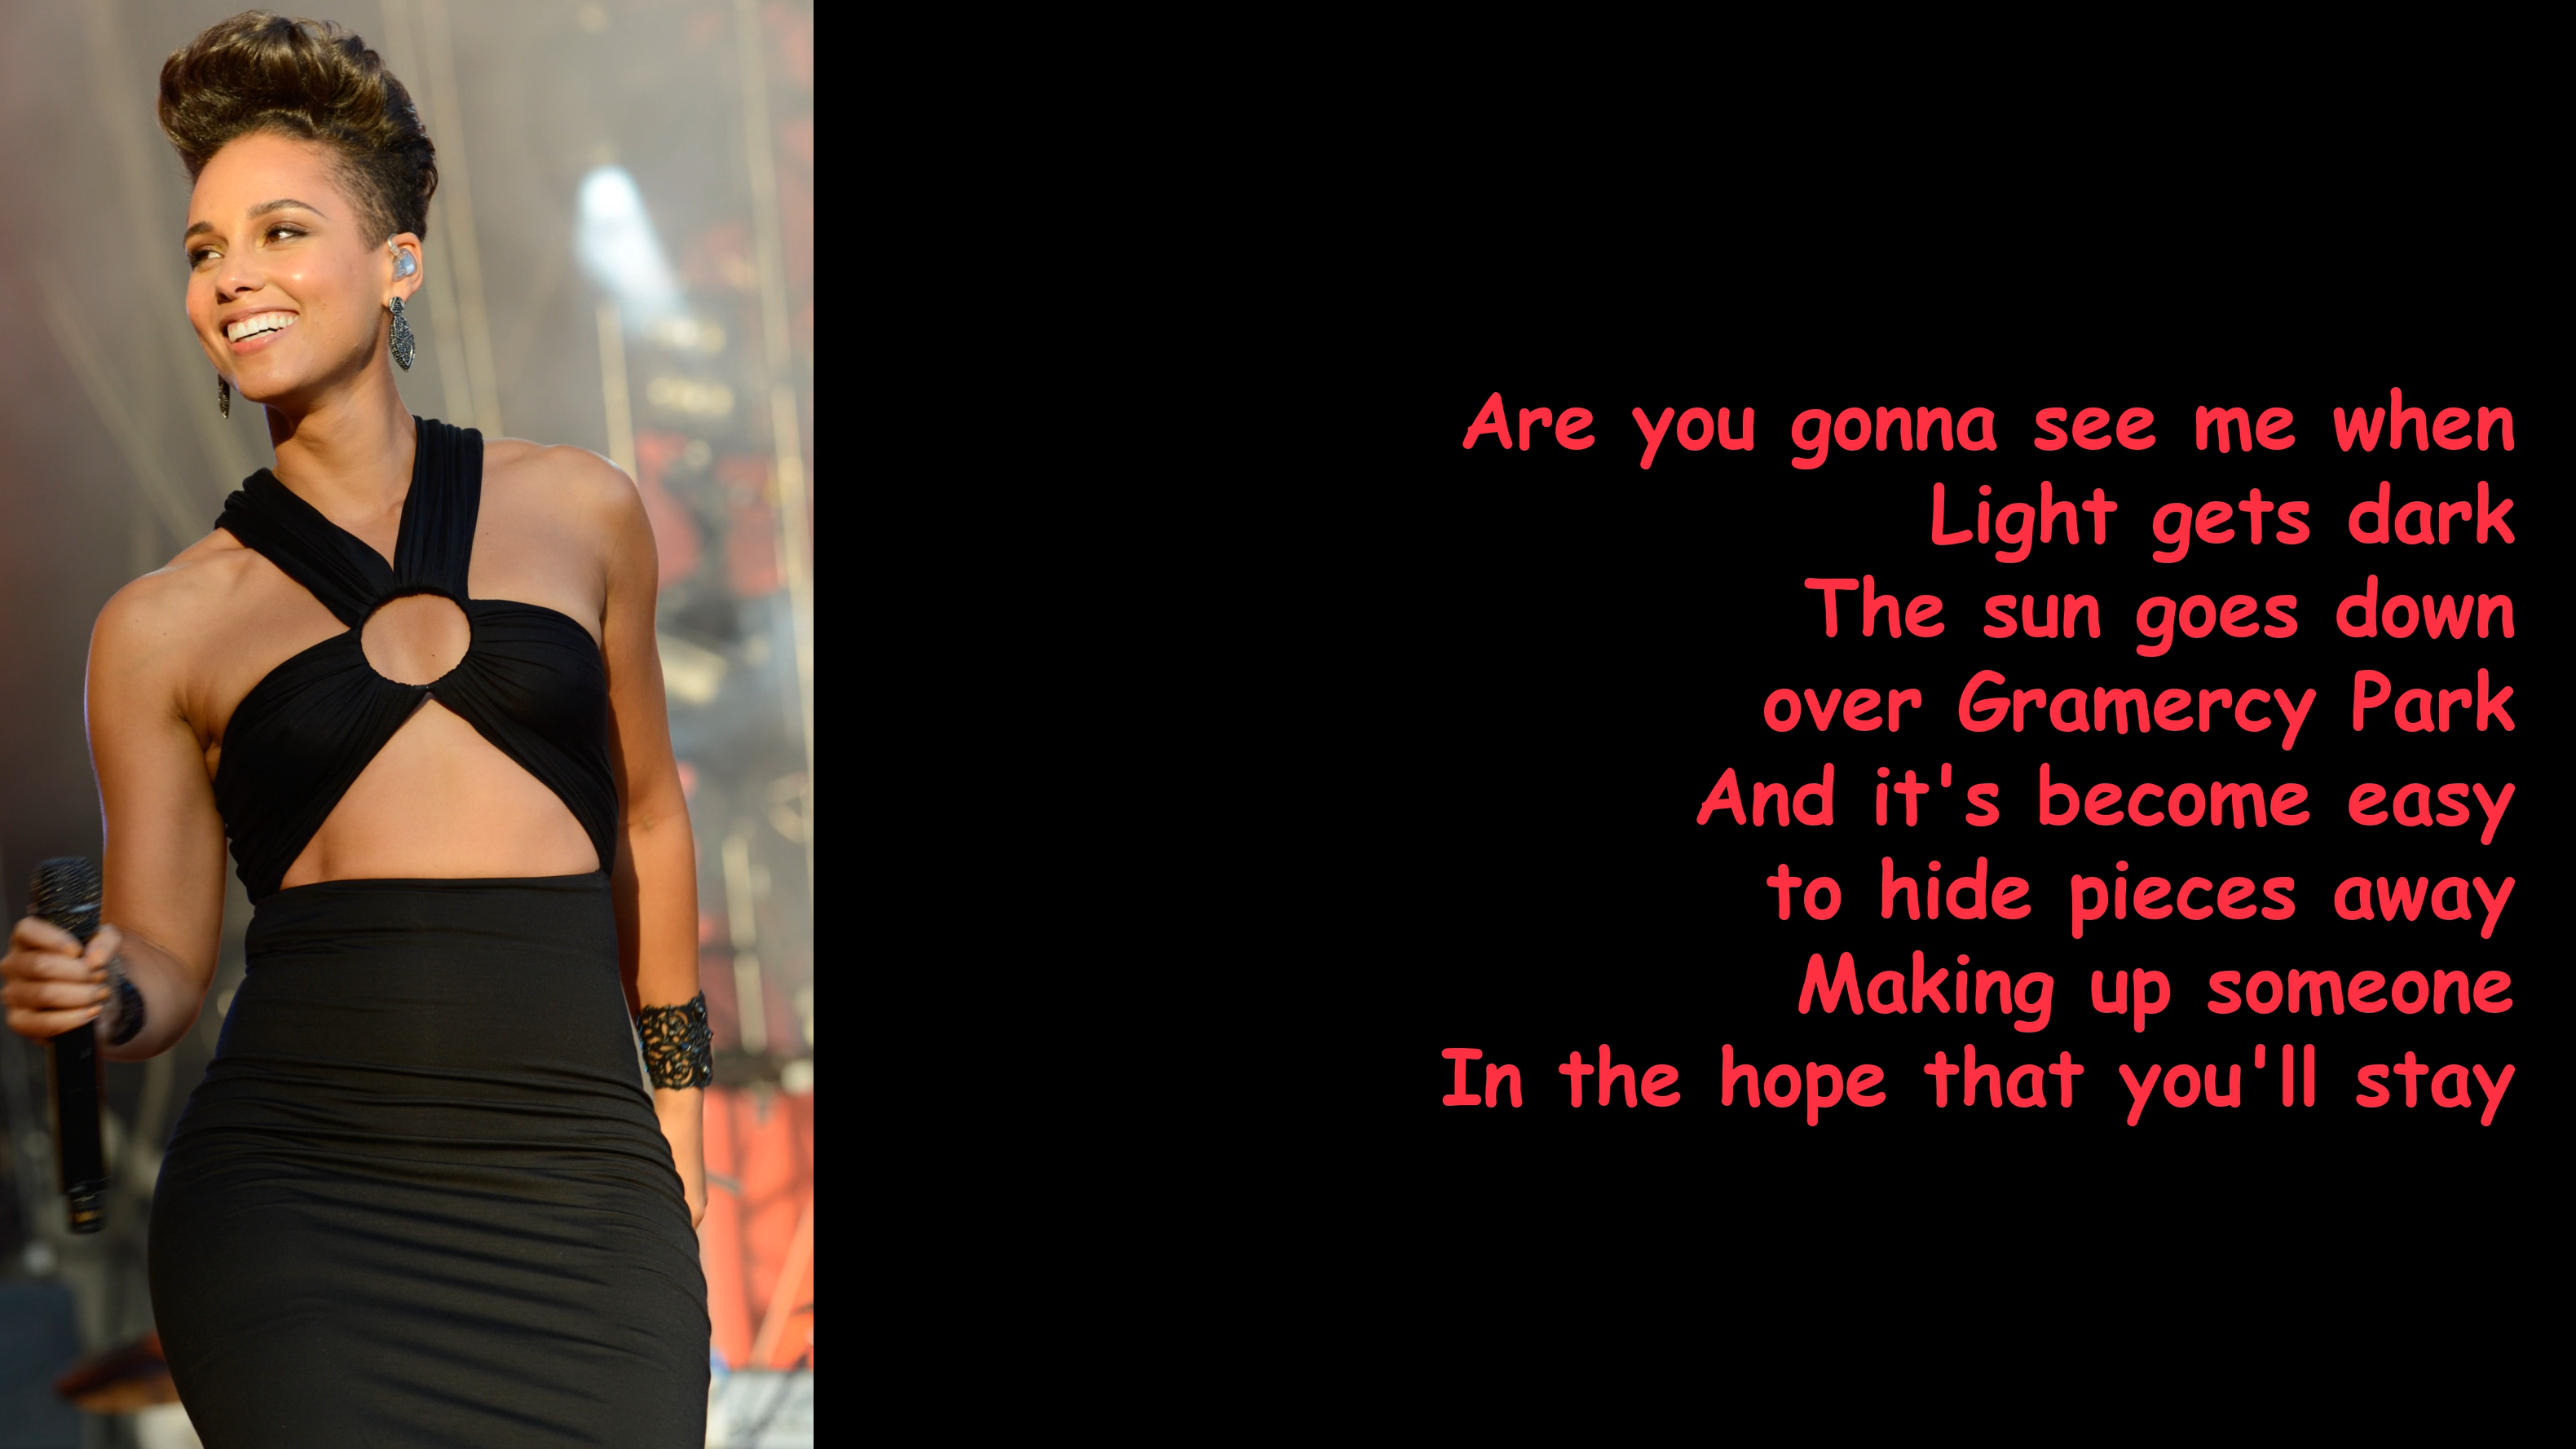 Are you gonna see me when
Light gets dark
The sun goes down
over Gramercy Park
And it's become easy
to hide pieces away
Making up someone
In the hope that you'll stay